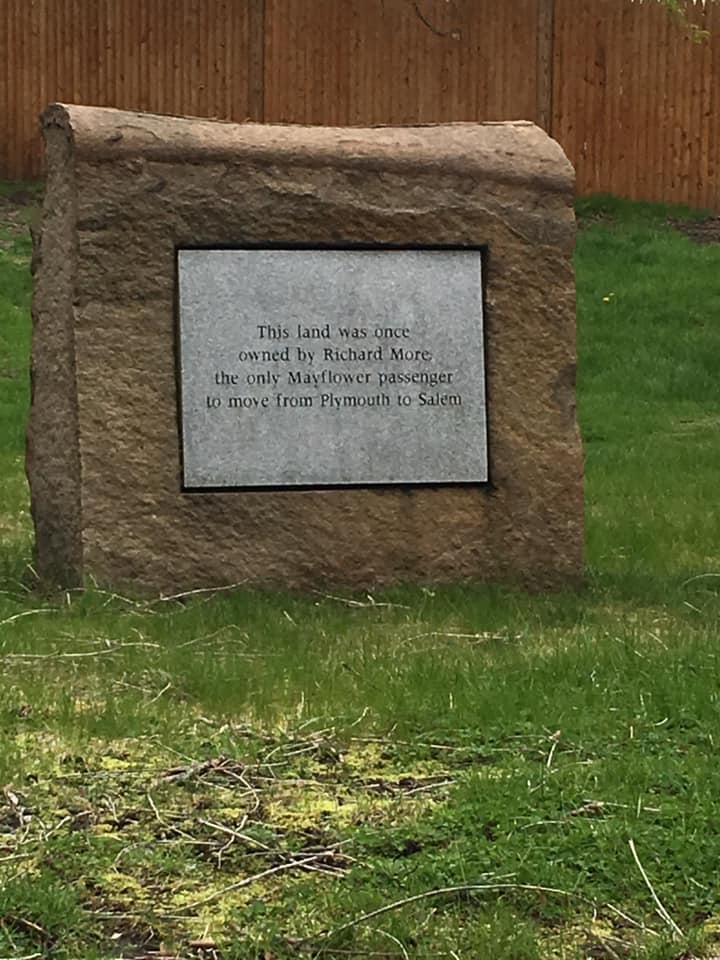 This land was once
owned by Richard More,
the only Mayflower passenger
to move from Plymouth to Salem